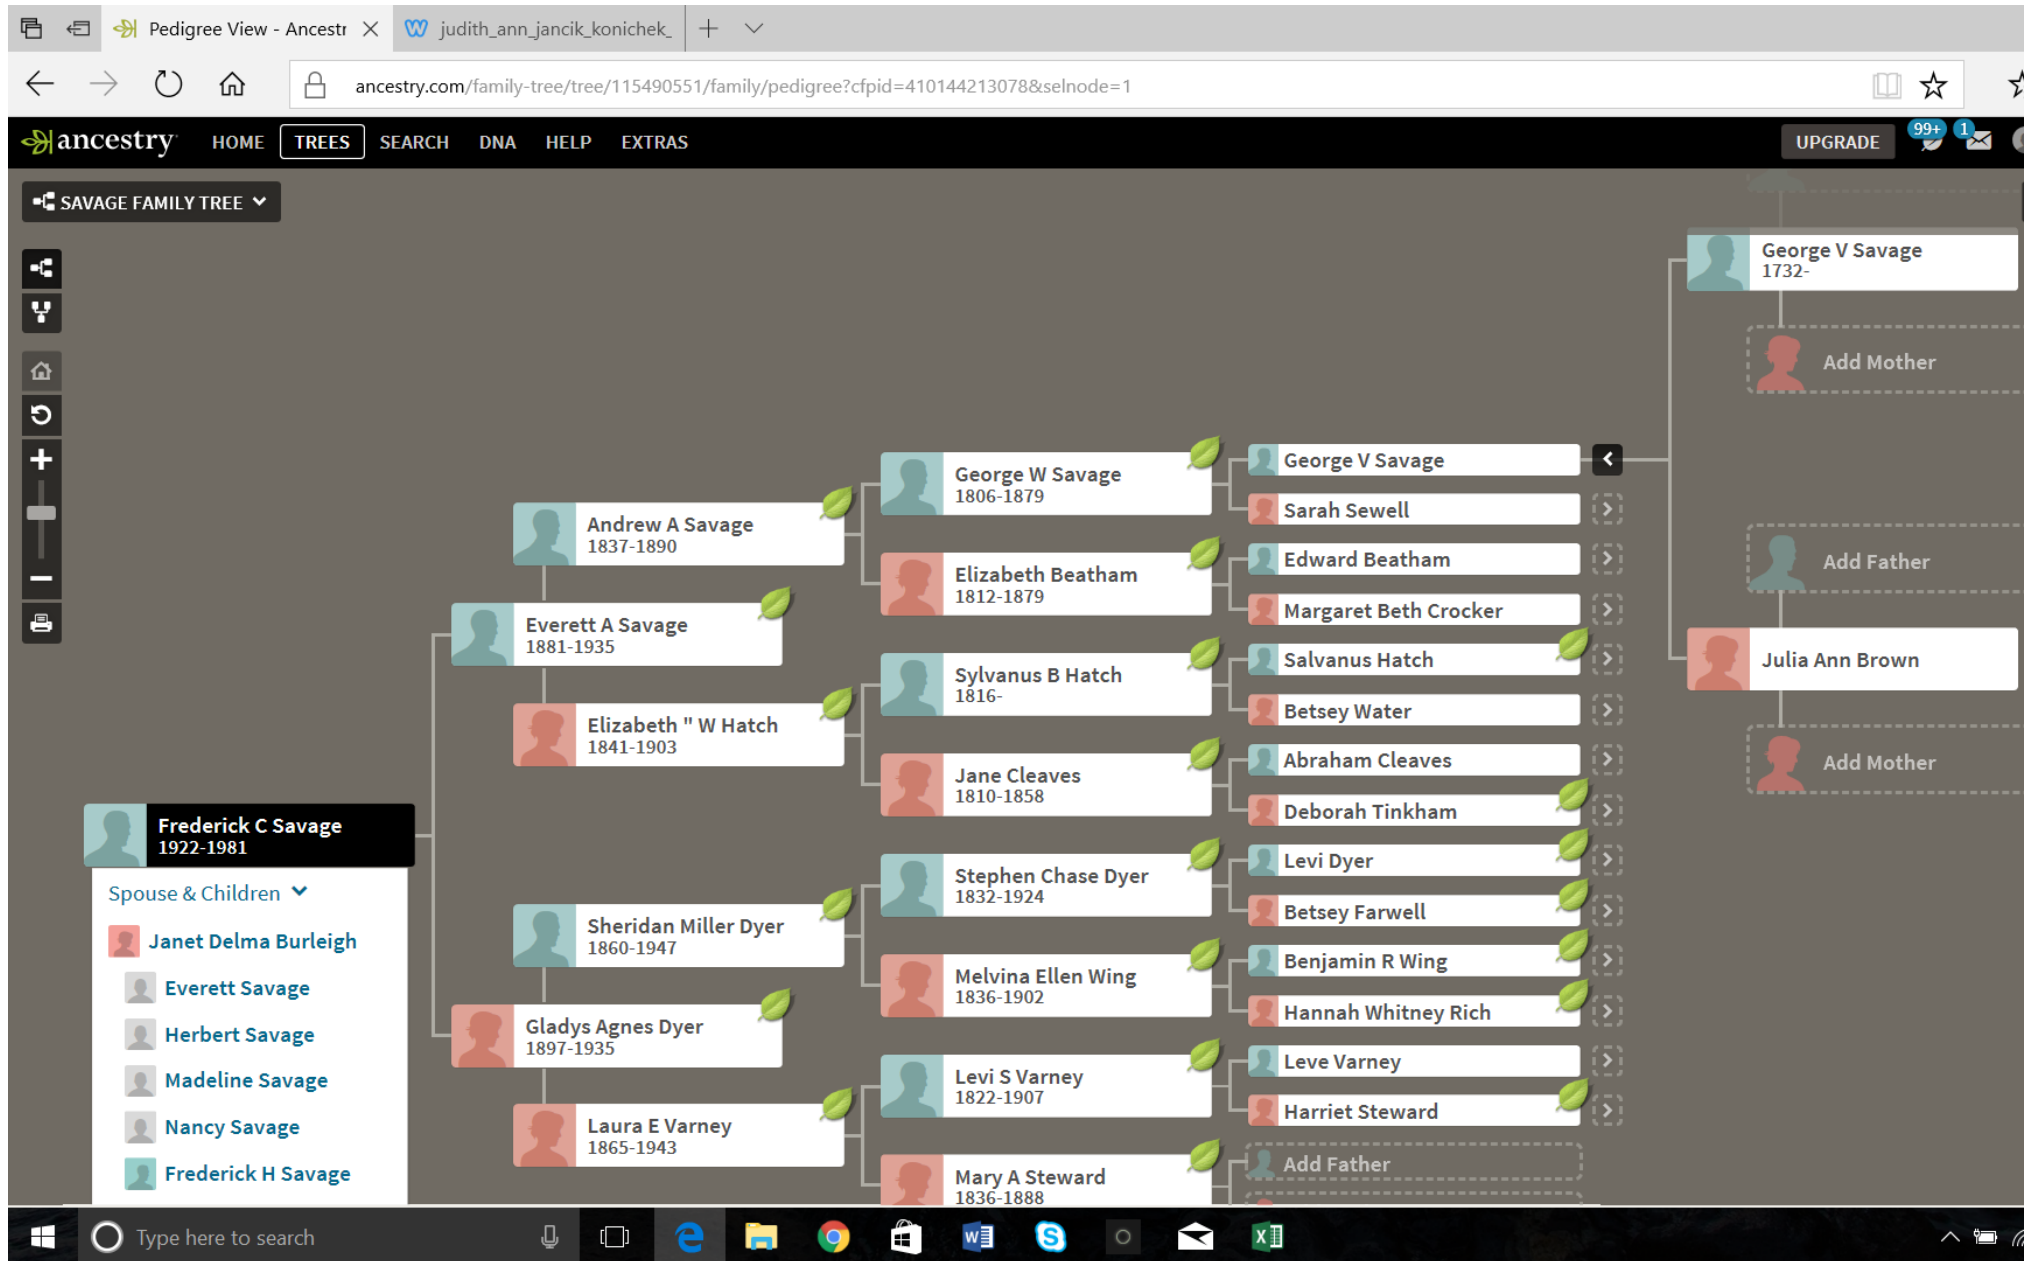 Pedigree View - Ancestr
judith_ann_jancik_konichek_
ancestry.com/family-tree/tree/115490551/family/pedigree?cfpid=410144213078&selnode=1
ancestry HOME TREES SEARCH DNA HELP EXTRAS UPGRADE 99+ 1
SAVAGE FAMILY TREE
Frederick C Savage
1922-1981
Spouse & Children
Janet Delma Burleigh
Everett Savage
Herbert Savage
Madeline Savage
Nancy Savage
Frederick H Savage
Everett A Savage
1881-1935
Gladys Agnes Dyer
1897-1935
Andrew A Savage
1837-1890
Elizabeth " W Hatch
1841-1903
Sheridan Miller Dyer
1860-1947
Laura E Varney
1865-1943
George W Savage
1806-1879
Elizabeth Beatham
1812-1879
Sylvanus B Hatch
1816-
Jane Cleaves
1810-1858
Stephen Chase Dyer
1832-1924
Melvina Ellen Wing
1836-1902
Levi S Varney
1822-1907
Mary A Steward
1836-1888
George V Savage
Sarah Sewell
Edward Beatham
Margaret Beth Crocker
Salvanus Hatch
Betsey Water
Abraham Cleaves
Deborah Tinkham
Levi Dyer
Betsey Farwell
Benjamin R Wing
Hannah Whitney Rich
Leve Varney
Harriet Steward
Add Father
George V Savage
1732-
Add Mother
Add Father
Julia Ann Brown
Add Mother
Type here to search